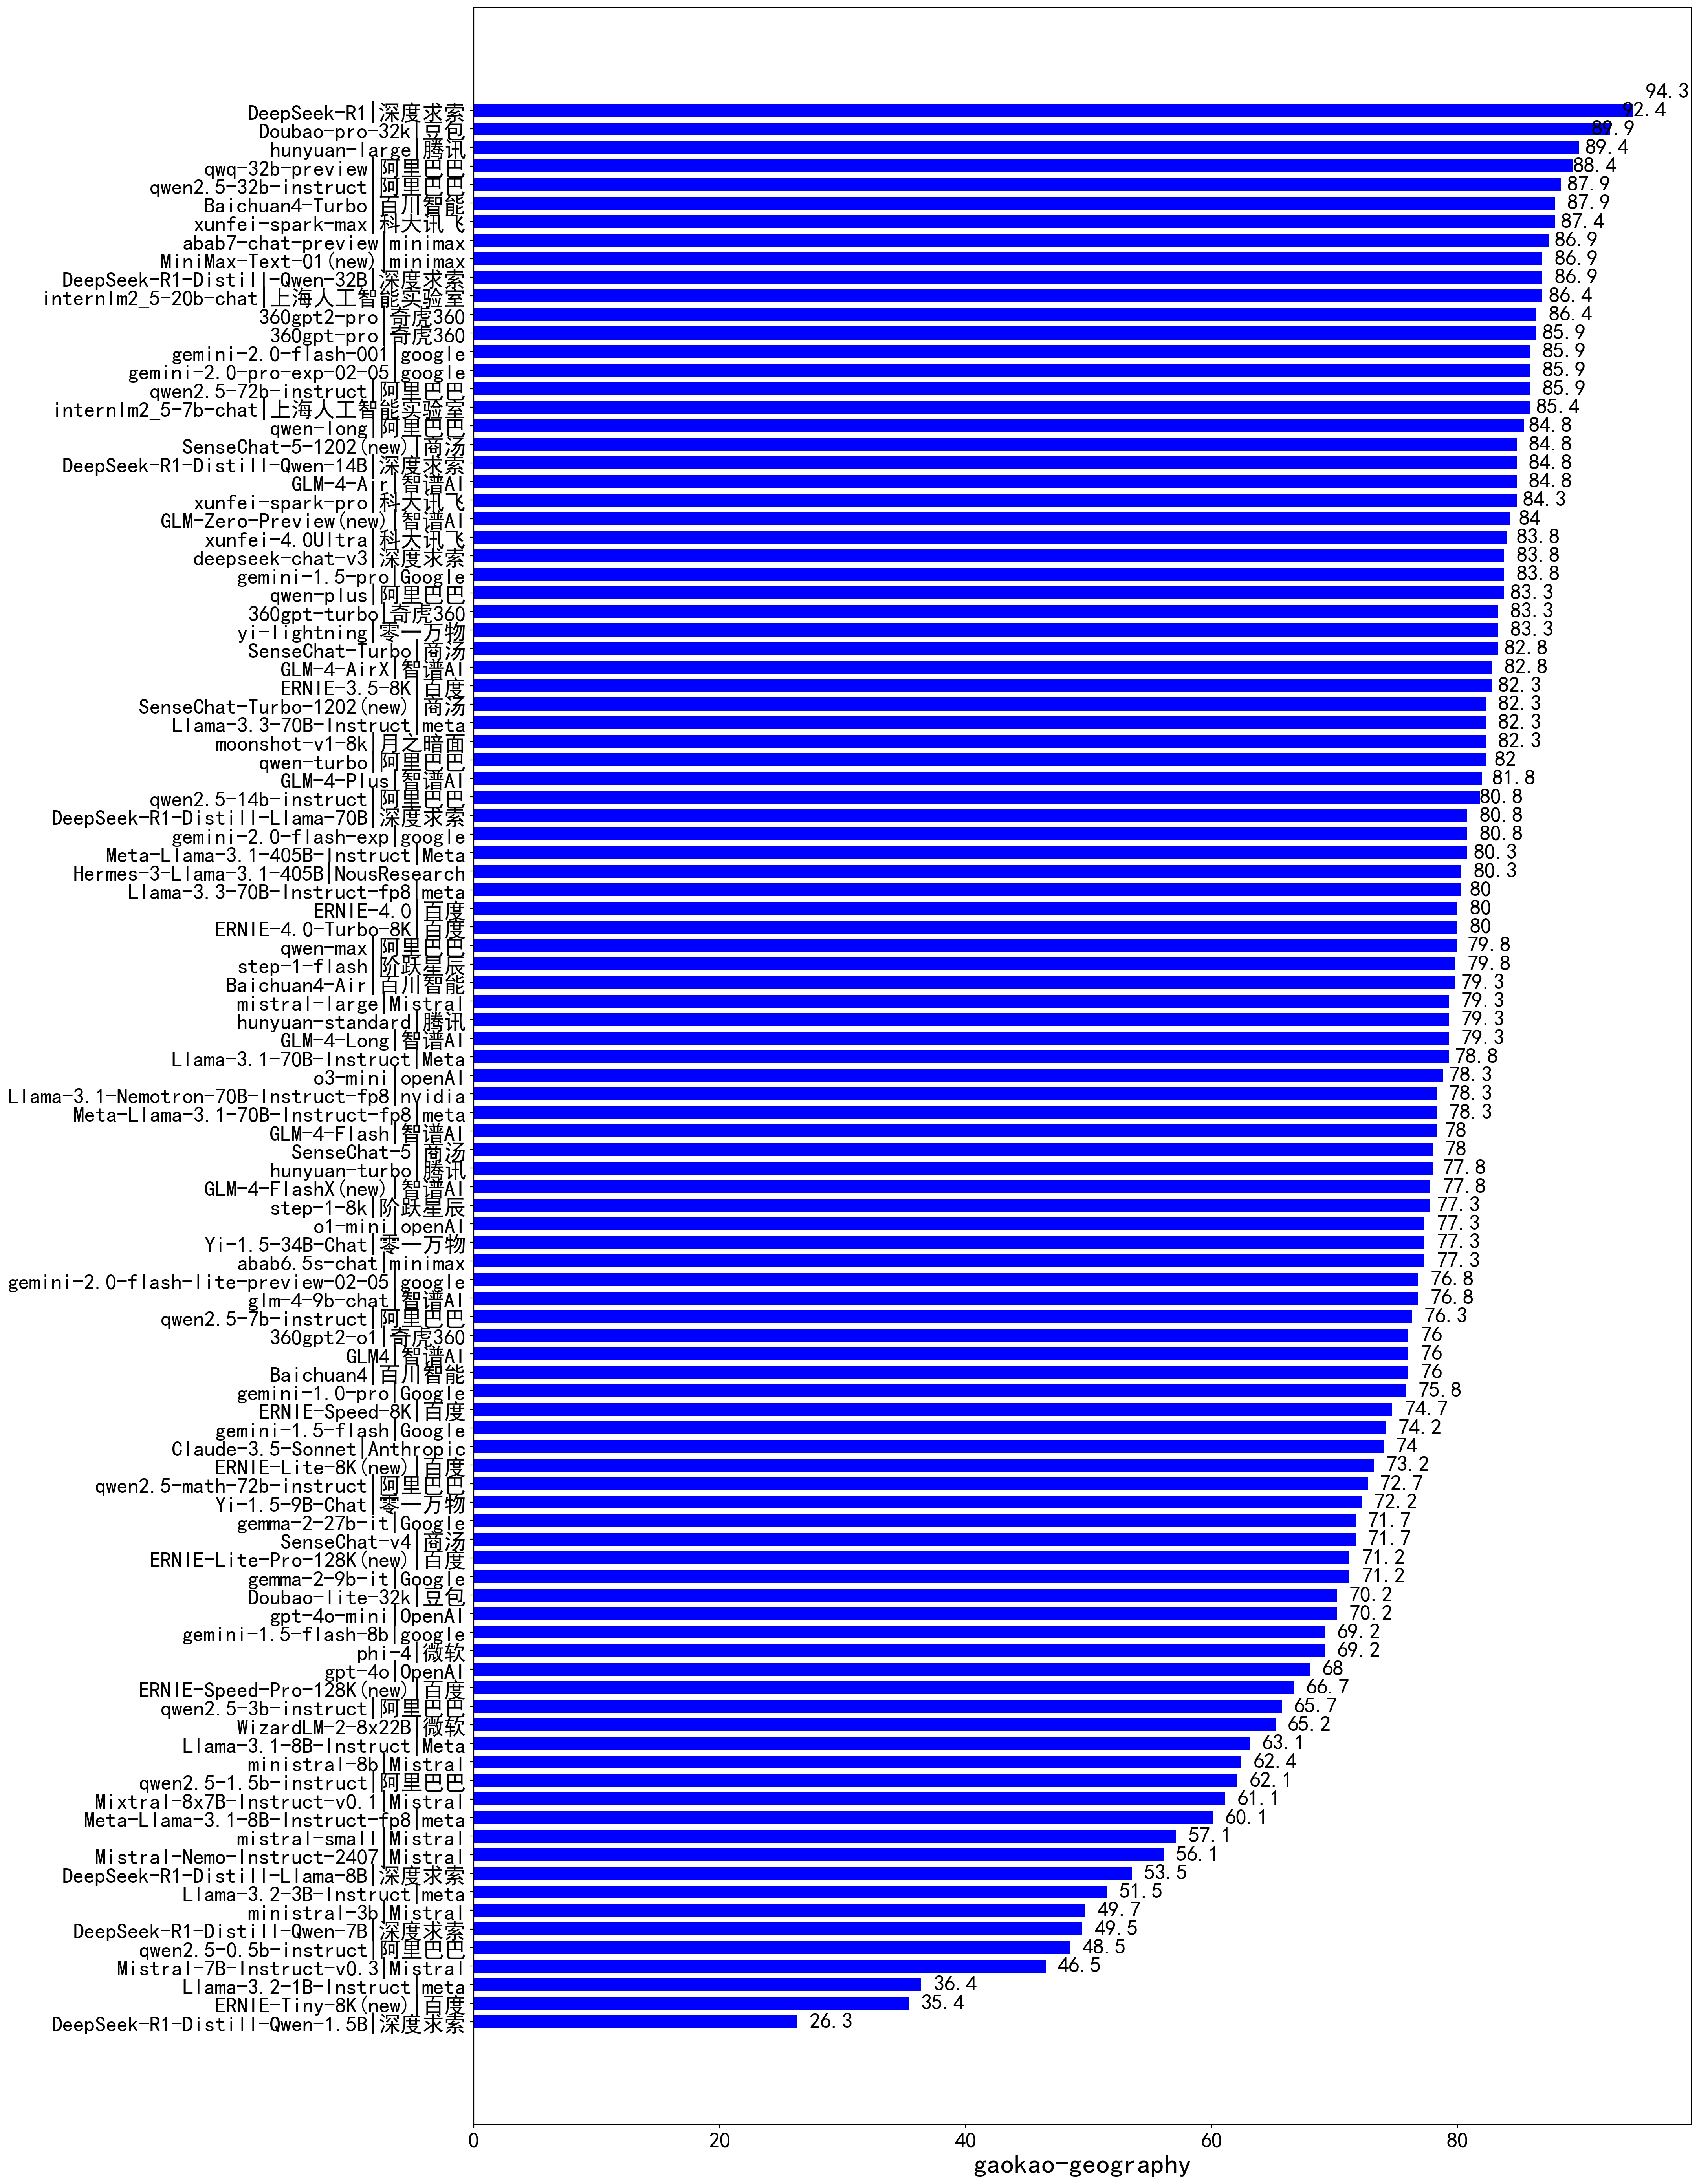 DeepSeek-R1|深度求索 94.3
Doubao-pro-32k|豆包 92.4
hunyuan-large|腾讯 89.9
qwq-32b-preview|阿里巴巴 89.4
qwen2.5-32b-instruct|阿里巴巴 88.4
Baichuan4-Turbo|百川智能 87.9
xunfei-spark-max|科大讯飞 87.9
abab7-chat-preview|minimax 87.4
MiniMax-Text-01(new)|minimax 86.9
DeepSeek-R1-Distill-Qwen-32B|深度求索 86.9
internlm2_5-20b-chat|上海人工智能实验室 86.9
360gpt2-pro|奇虎360 86.4
360gpt-pro|奇虎360 86.4
gemini-2.0-flash-001|google 85.9
gemini-2.0-pro-exp-02-05|google 85.9
qwen2.5-72b-instruct|阿里巴巴 85.9
internlm2_5-7b-chat|上海人工智能实验室 85.9
qwen-long|阿里巴巴 85.4
SenseChat-5-1202(new)|商汤 84.8
DeepSeek-R1-Distill-Qwen-14B|深度求索 84.8
GLM-4-Air|智谱AI 84.8
xunfei-spark-pro|科大讯飞 84.8
GLM-Zero-Preview(new)|智谱AI 84.3
xunfei-4.0Ultra|科大讯飞 84
deepseek-chat-v3|深度求索 83.8
gemini-1.5-pro|Google 83.8
qwen-plus|阿里巴巴 83.8
360gpt-turbo|奇虎360 83.3
yi-lightning|零一万物 83.3
SenseChat-Turbo|商汤 83.3
GLM-4-AirX|智谱AI 82.8
ERNIE-3.5-8K|百度 82.8
SenseChat-Turbo-1202(new)|商汤 82.3
Llama-3.3-70B-Instruct|meta 82.3
moonshot-v1-8k|月之暗面 82.3
qwen-turbo|阿里巴巴 82.3
GLM-4-Plus|智谱AI 82
qwen2.5-14b-instruct|阿里巴巴 81.8
DeepSeek-R1-Distill-Llama-70B|深度求索 80.8
gemini-2.0-flash-exp|google 80.8
Meta-Llama-3.1-405B-Instruct|Meta 80.8
Hermes-3-Llama-3.1-405B|NousResearch 80.3
Llama-3.3-70B-Instruct-fp8|meta 80.3
ERNIE-4.0|百度 80
ERNIE-4.0-Turbo-8K|百度 80
qwen-max|阿里巴巴 80
step-1-flash|阶跃星辰 79.8
Baichuan4-Air|百川智能 79.8
mistral-large|Mistral 79.3
hunyuan-standard|腾讯 79.3
GLM-4-Long|智谱AI 79.3
Llama-3.1-70B-Instruct|Meta 79.3
o3-mini|openAI 78.8
Llama-3.1-Nemotron-70B-Instruct-fp8|nvidia 78.3
Meta-Llama-3.1-70B-Instruct-fp8|meta 78.3
GLM-4-Flash|智谱AI 78.3
SenseChat-5|商汤 78
hunyuan-turbo|腾讯 78
GLM-4-FlashX(new)|智谱AI 77.8
step-1-8k|阶跃星辰 77.8
o1-mini|openAI 77.3
Yi-1.5-34B-Chat|零一万物 77.3
abab6.5s-chat|minimax 77.3
gemini-2.0-flash-lite-preview-02-05|google 76.8
glm-4-9b-chat|智谱AI 76.8
qwen2.5-7b-instruct|阿里巴巴 76.3
360gpt2-o1|奇虎360 76
GLM4|智谱AI 76
Baichuan4|百川智能 76
gemini-1.0-pro|Google 75.8
ERNIE-Speed-8K|百度 74.7
gemini-1.5-flash|Google 74.2
Claude-3.5-Sonnet|Anthropic 74
ERNIE-Lite-8K(new)|百度 73.2
qwen2.5-math-72b-instruct|阿里巴巴 72.7
Yi-1.5-9B-Chat|零一万物 72.2
gemma-2-27b-it|Google 71.7
SenseChat-v4|商汤 71.7
ERNIE-Lite-Pro-128K(new)|百度 71.2
gemma-2-9b-it|Google 71.2
Doubao-lite-32k|豆包 70.2
gpt-4o-mini|OpenAI 70.2
gemini-1.5-flash-8b|google 69.2
phi-4|微软 69.2
gpt-4o|OpenAI 68
ERNIE-Speed-Pro-128K(new)|百度 66.7
qwen2.5-3b-instruct|阿里巴巴 65.7
WizardLM-2-8x22B|微软 65.2
Llama-3.1-8B-Instruct|Meta 63.1
ministral-8b|Mistral 62.4
qwen2.5-1.5b-instruct|阿里巴巴 62.1
Mixtral-8x7B-Instruct-v0.1|Mistral 61.1
Meta-Llama-3.1-8B-Instruct-fp8|meta 60.1
mistral-small|Mistral 57.1
Mistral-Nemo-Instruct-2407|Mistral 56.1
DeepSeek-R1-Distill-Llama-8B|深度求索 53.5
Llama-3.2-3B-Instruct|meta 51.5
ministral-3b|Mistral 49.7
DeepSeek-R1-Distill-Qwen-7B|深度求索 49.5
qwen2.5-0.5b-instruct|阿里巴巴 48.5
Mistral-7B-Instruct-v0.3|Mistral 46.5
Llama-3.2-1B-Instruct|meta 36.4
ERNIE-Tiny-8K(new)|百度 35.4
DeepSeek-R1-Distill-Qwen-1.5B|深度求索 26.3
0 20 40 60 80
gaokao-geography